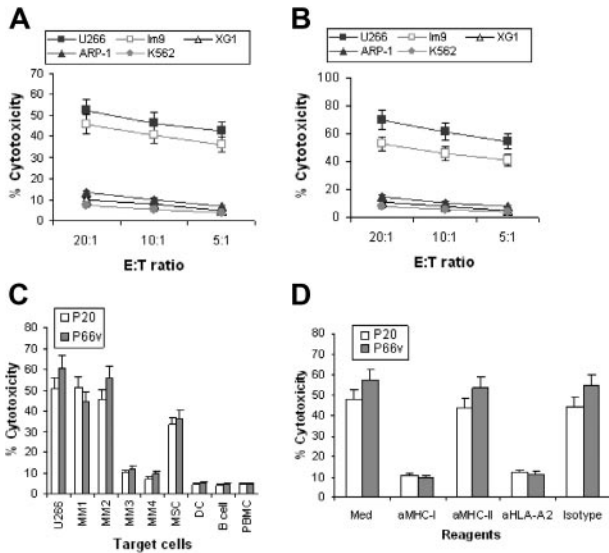 A
U266
Im9
XG1
ARP-1
K562
% Cytotoxicity
60
50
40
30
20
10
0
20:1
10:1
5:1
E:T ratio
B
U266
Im9
XG1
ARP-1
K562
% Cytotoxicity
100
80
60
40
20
0
20:1
10:1
5:1
E:T ratio
C
P20
P66v
% Cytotoxicity
80
70
60
50
40
30
20
10
0
U266
MM1
MM2
MM3
MM4
MSC
DC
B cell
PBMC
Target cells
D
P20
P66v
% Cytotoxicity
80
70
60
50
40
30
20
10
0
Med
aMHC-I
aMHC-II
aHLA-A2
Isotype
Reagents